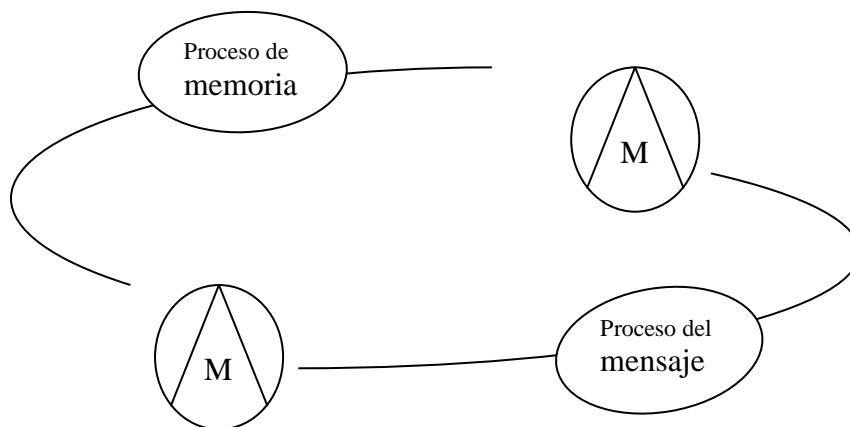 Proceso de
memoria
M
Proceso del
mensaje
M